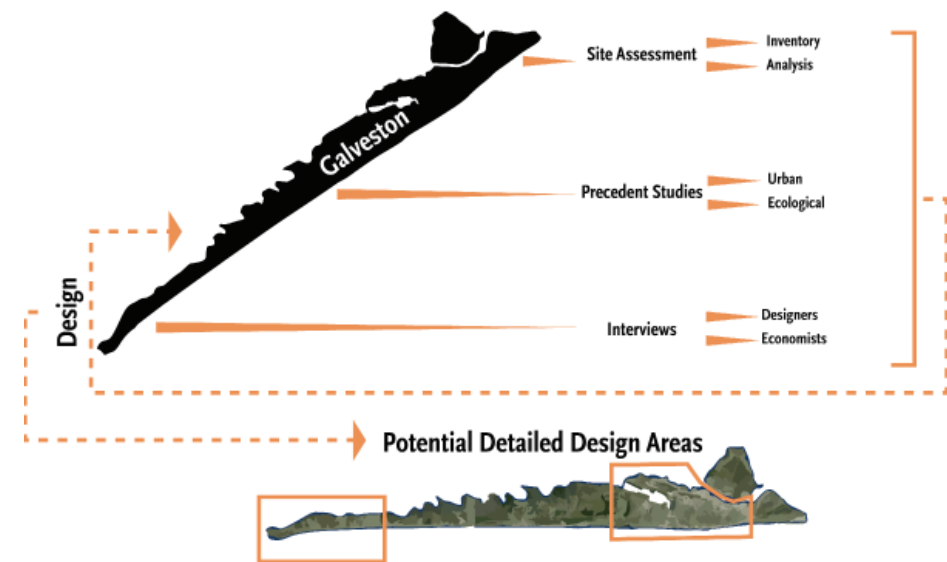 Galveston
Site Assessment
Inventory
Analysis
Precedent Studies
Urban
Ecological
Interviews
Designers
Economists
Design
Potential Detailed Design Areas